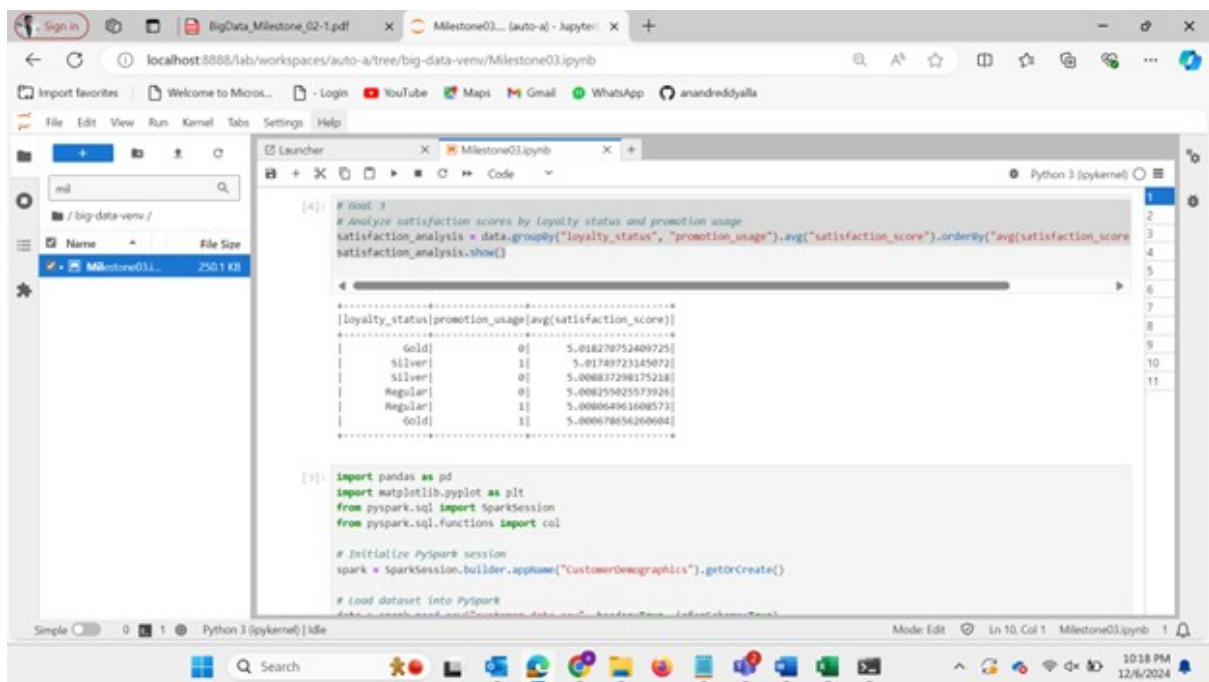 Sign in
BigData_Milestone_02-1.pdf
Milestone03.... (auto-a) - Jupyter
localhost:8888/lab/workspaces/auto-a/tree/big-data-venv/Milestone03.ipynb
Import favorites
Welcome to Micros...
- Login
YouTube
Maps
Gmail
WhatsApp
anandreddyalla
File Edit View Run Kernel Tabs Settings Help
Launcher
Milestone03.ipynb
Code
Python 3 (ipykernel)
mil
/ big-data-venv /
Name
File Size
Milestone03.i...
250.1 KB
[4]: # Goal 3
# Analyze satisfaction scores by loyalty status and promotion usage
satisfaction_analysis = data.groupBy("loyalty_status", "promotion_usage").avg("satisfaction_score").orderBy("avg(satisfaction_score
satisfaction_analysis.show()
|loyalty_status|promotion_usage|avg(satisfaction_score)|
| Gold| 0| 5.018270752409725|
| Silver| 1| 5.01749723145072|
| Silver| 0| 5.008837298175218|
| Regular| 0| 5.008255025573926|
| Regular| 1| 5.008064961608573|
| Gold| 1| 5.000678656260604|
[3]: import pandas as pd
import matplotlib.pyplot as plt
from pyspark.sql import SparkSession
from pyspark.sql.functions import col
# Initialize PySpark session
spark = SparkSession.builder.appName("CustomerDemographics").getOrCreate()
# Load dataset into PySpark
1
2
3
4
5
6
7
8
9
10
11
Simple
0
1
Python 3 (ipykernel) | Idle
Mode: Edit
Ln 10, Col 1
Milestone03.ipynb
1
Search
10:18 PM
12/6/2024